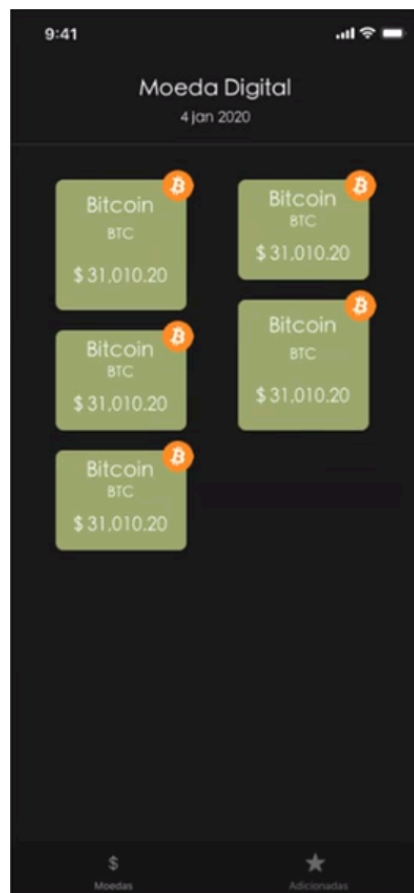 9:41
Moeda Digital
4 jan 2020
Bitcoin
BTC
$ 31,010.20
Bitcoin
BTC
$ 31,010.20
Bitcoin
BTC
$ 31,010.20
Bitcoin
BTC
$ 31,010.20
Bitcoin
BTC
$ 31,010.20
$
Moedas
Adicionadas